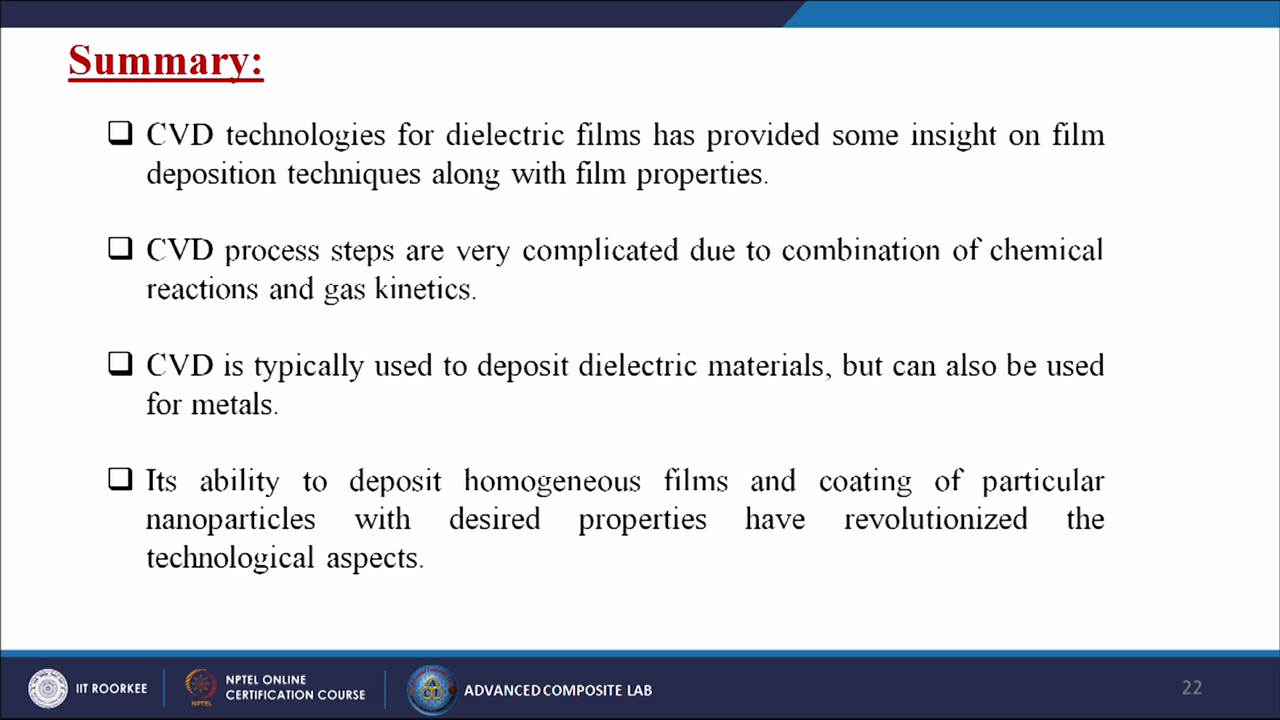 Summary:
❑ CVD technologies for dielectric films has provided some insight on film
deposition techniques along with film properties.
❑ CVD process steps are very complicated due to combination of chemical
reactions and gas kinetics.
❑ CVD is typically used to deposit dielectric materials, but can also be used
for metals.
❑ Its ability to deposit homogeneous films and coating of particular
nanoparticles with desired properties have revolutionized the
technological aspects.
IIT ROORKEE
NPTEL
NPTEL ONLINE
CERTIFICATION COURSE
ADVANCED COMPOSITE LAB
22